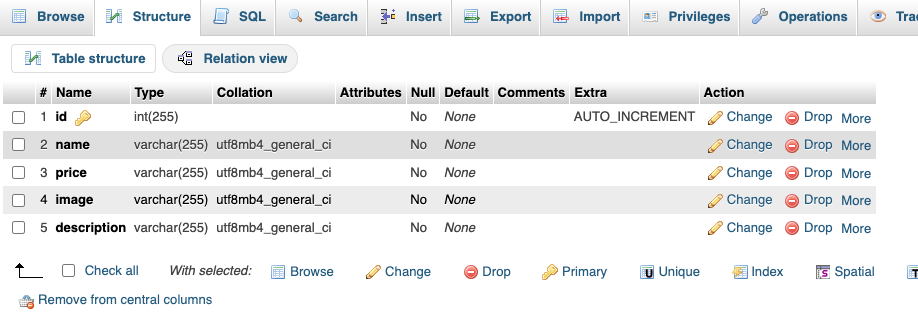 Browse Structure SQL Search Insert Export Import Privileges Operations
Table structure Relation view
# Name Type Collation Attributes Null Default Comments Extra Action
1 id int(255) No None AUTO_INCREMENT Change Drop More
2 name varchar(255) utf8mb4_general_ci No None Change Drop More
3 price varchar(255) utf8mb4_general_ci No None Change Drop More
4 image varchar(255) utf8mb4_general_ci No None Change Drop More
5 description varchar(255) utf8mb4_general_ci No None Change Drop More
Check all With selected: Browse Change Drop Primary Unique Index Spatial
Remove from central columns